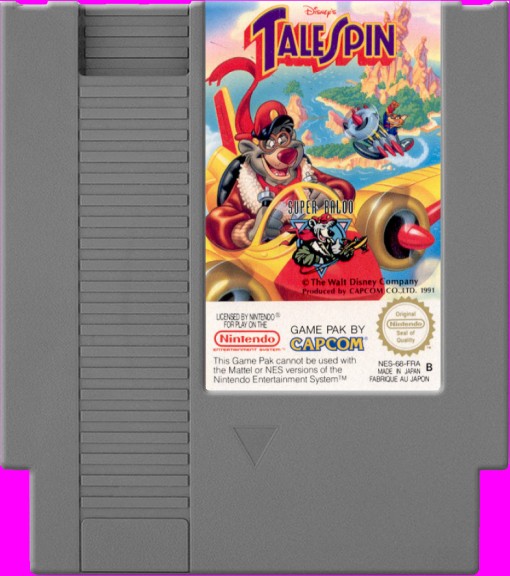 Disney's
TALESPIN
SUPER BALOO
© The Walt Disney Company
Produced by CAPCOM CO., LTD. 1991
LICENSED BY NINTENDO®
FOR PLAY ON THE
Nintendo®
ENTERTAINMENT SYSTEM™
GAME PAK BY
CAPCOM®
This Game Pak cannot be used with
the Mattel or NES versions of the
Nintendo Entertainment System™
Original
Nintendo
Seal of
Quality
NES-6B-FRA
MADE IN JAPAN
FABRIQUE AU JAPON
B